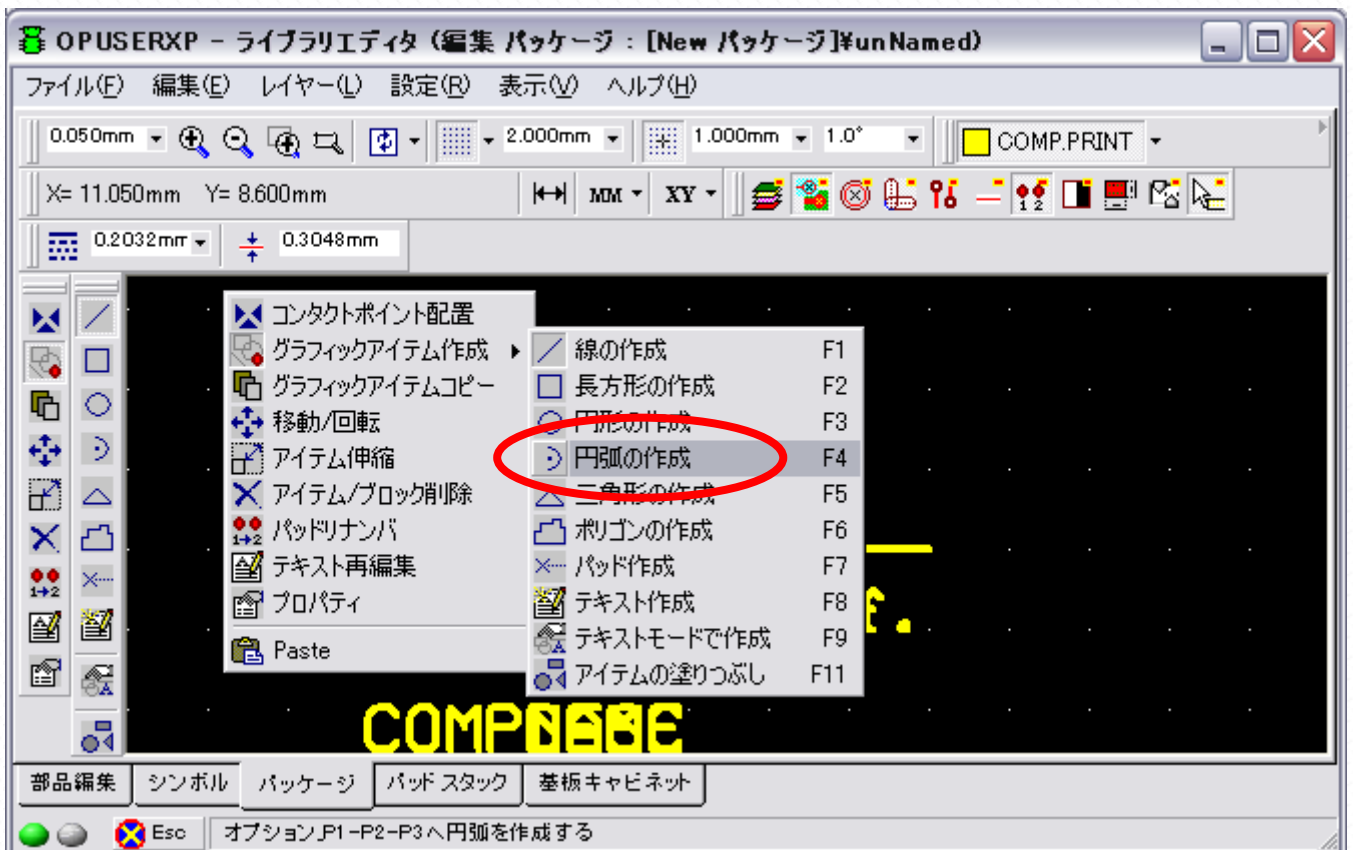 OPUSERXP - ライブラリエディタ (編集 パッケージ : [New パッケージ]¥unNamed)
ファイル(F) 編集(E) レイヤー(L) 設定(R) 表示(V) ヘルプ(H)
0.050mm 2.000mm 1.000mm 1.0° COMP.PRINT
X= 11.050mm Y= 8.600mm MM XY
0.2032mm 0.3048mm
コンタクトポイント配置
グラフィックアイテム作成
グラフィックアイテムコピー
移動/回転
アイテム伸縮
アイテム/ブロック削除
パッドリナンバ
テキスト再編集
プロパティ
Paste
線の作成 F1
長方形の作成 F2
円形の作成 F3
円弧の作成 F4
三角形の作成 F5
ポリゴンの作成 F6
パッド作成 F7
テキスト作成 F8
テキストモードで作成 F9
アイテムの塗りつぶし F11
部品編集 シンボル パッケージ パッド スタック 基板キャビネット
Esc オプション,P1-P2-P3へ円弧を作成する